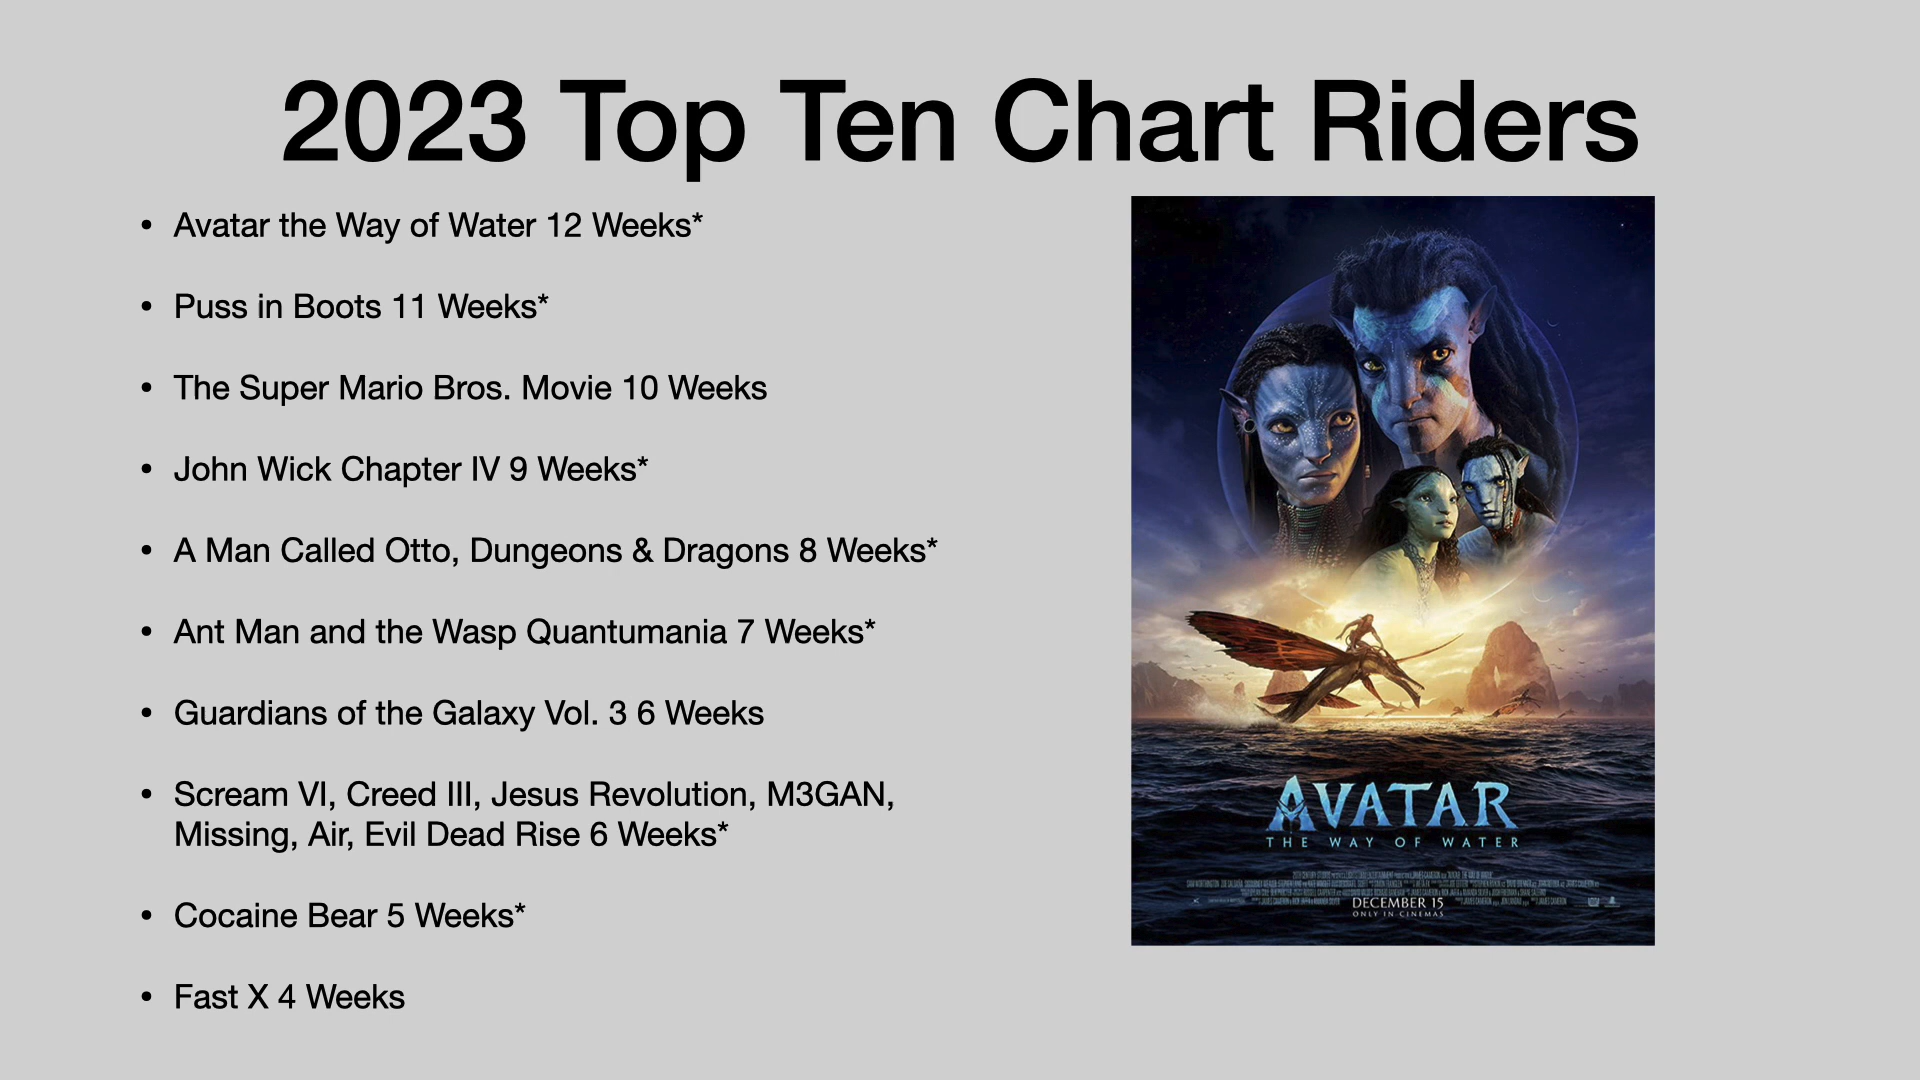 2023 Top Ten Chart Riders
• Avatar the Way of Water 12 Weeks*
• Puss in Boots 11 Weeks*
• The Super Mario Bros. Movie 10 Weeks
• John Wick Chapter IV 9 Weeks*
• A Man Called Otto, Dungeons & Dragons 8 Weeks*
• Ant Man and the Wasp Quantumania 7 Weeks*
• Guardians of the Galaxy Vol. 3 6 Weeks
• Scream VI, Creed III, Jesus Revolution, M3GAN,
Missing, Air, Evil Dead Rise 6 Weeks*
• Cocaine Bear 5 Weeks*
• Fast X 4 Weeks
AVATAR
THE WAY OF WATER
DECEMBER 15
ONLY IN CINEMAS